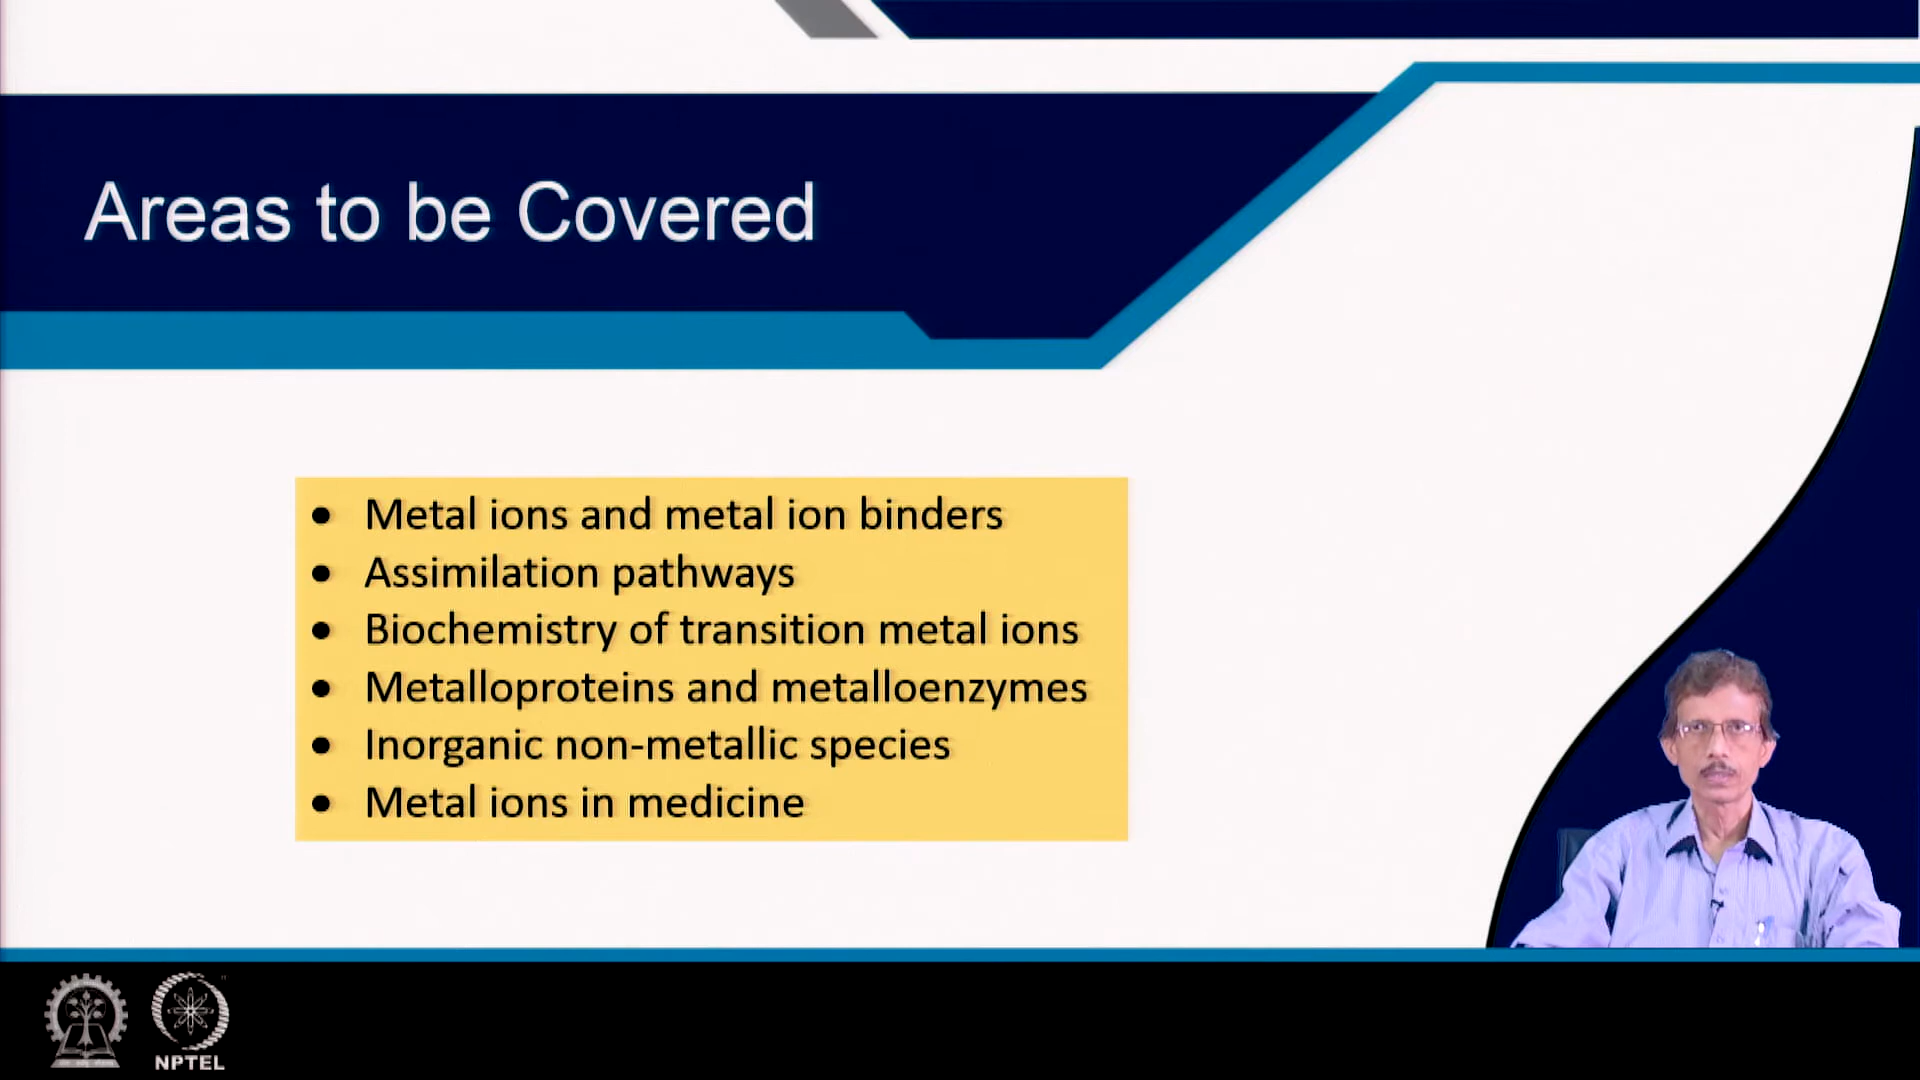 Areas to be Covered
• Metal ions and metal ion binders
• Assimilation pathways
• Biochemistry of transition metal ions
• Metalloproteins and metalloenzymes
• Inorganic non-metallic species
• Metal ions in medicine
NPTEL